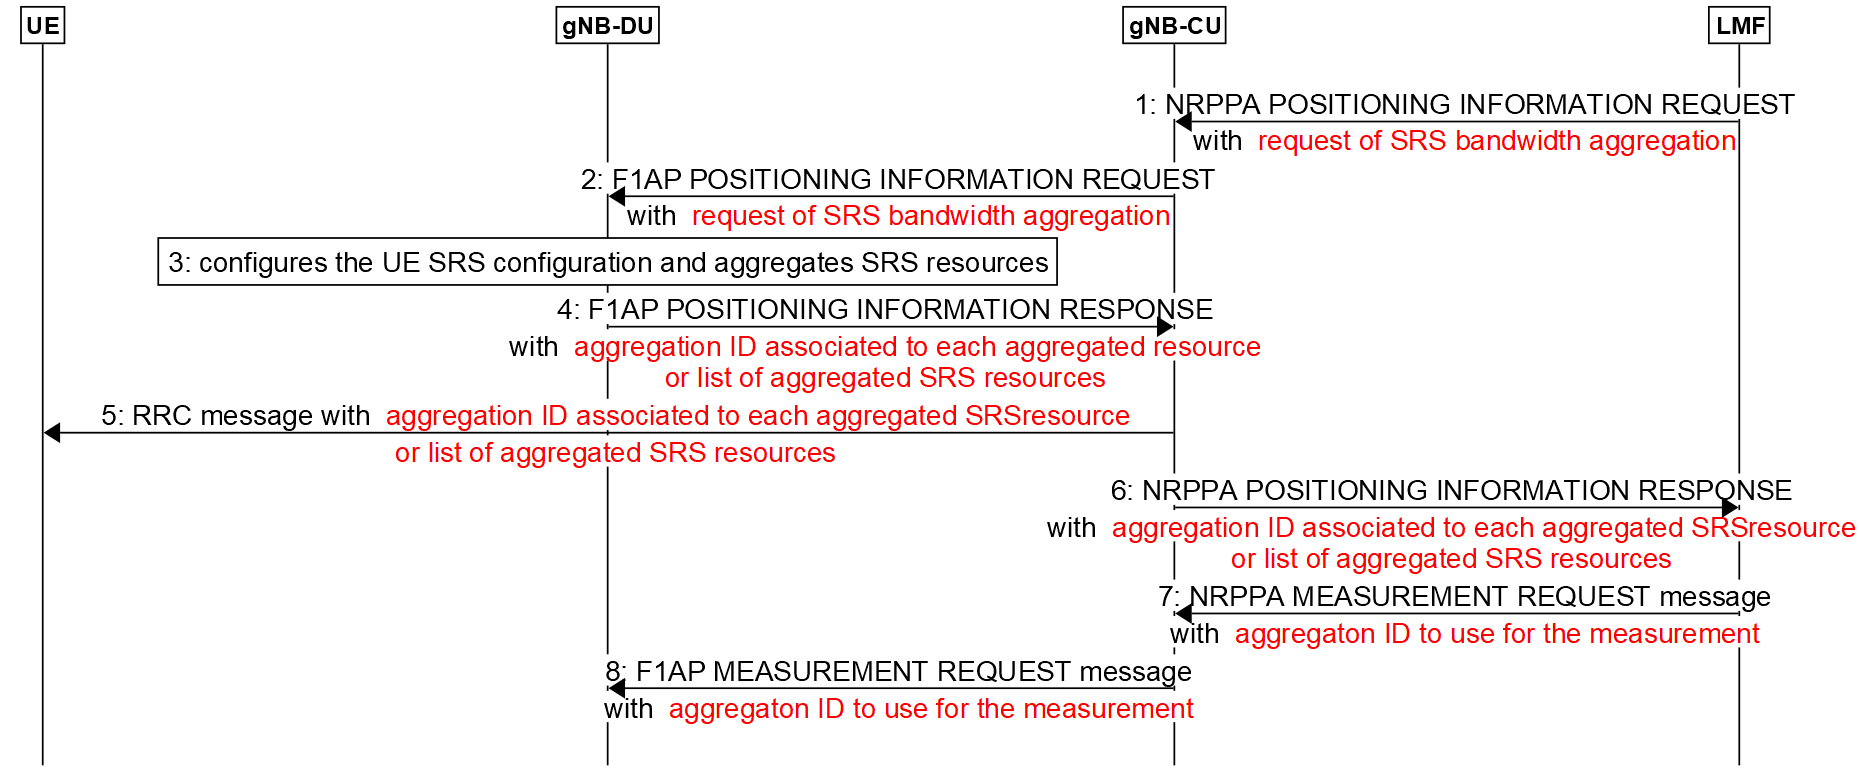 UE gNB-DU gNB-CU LMF
1: NRPPA POSITIONING INFORMATION REQUEST
with request of SRS bandwidth aggregation
2: F1AP POSITIONING INFORMATION REQUEST
with request of SRS bandwidth aggregation
3: configures the UE SRS configuration and aggregates SRS resources
4: F1AP POSITIONING INFORMATION RESPONSE
with aggregation ID associated to each aggregated resource
or list of aggregated SRS resources
5: RRC message with aggregation ID associated to each aggregated SRSresource
or list of aggregated SRS resources
6: NRPPA POSITIONING INFORMATION RESPONSE
with aggregation ID associated to each aggregated SRSresource
or list of aggregated SRS resources
7: NRPPA MEASUREMENT REQUEST message
with aggregaton ID to use for the measurement
8: F1AP MEASUREMENT REQUEST message
with aggregaton ID to use for the measurement